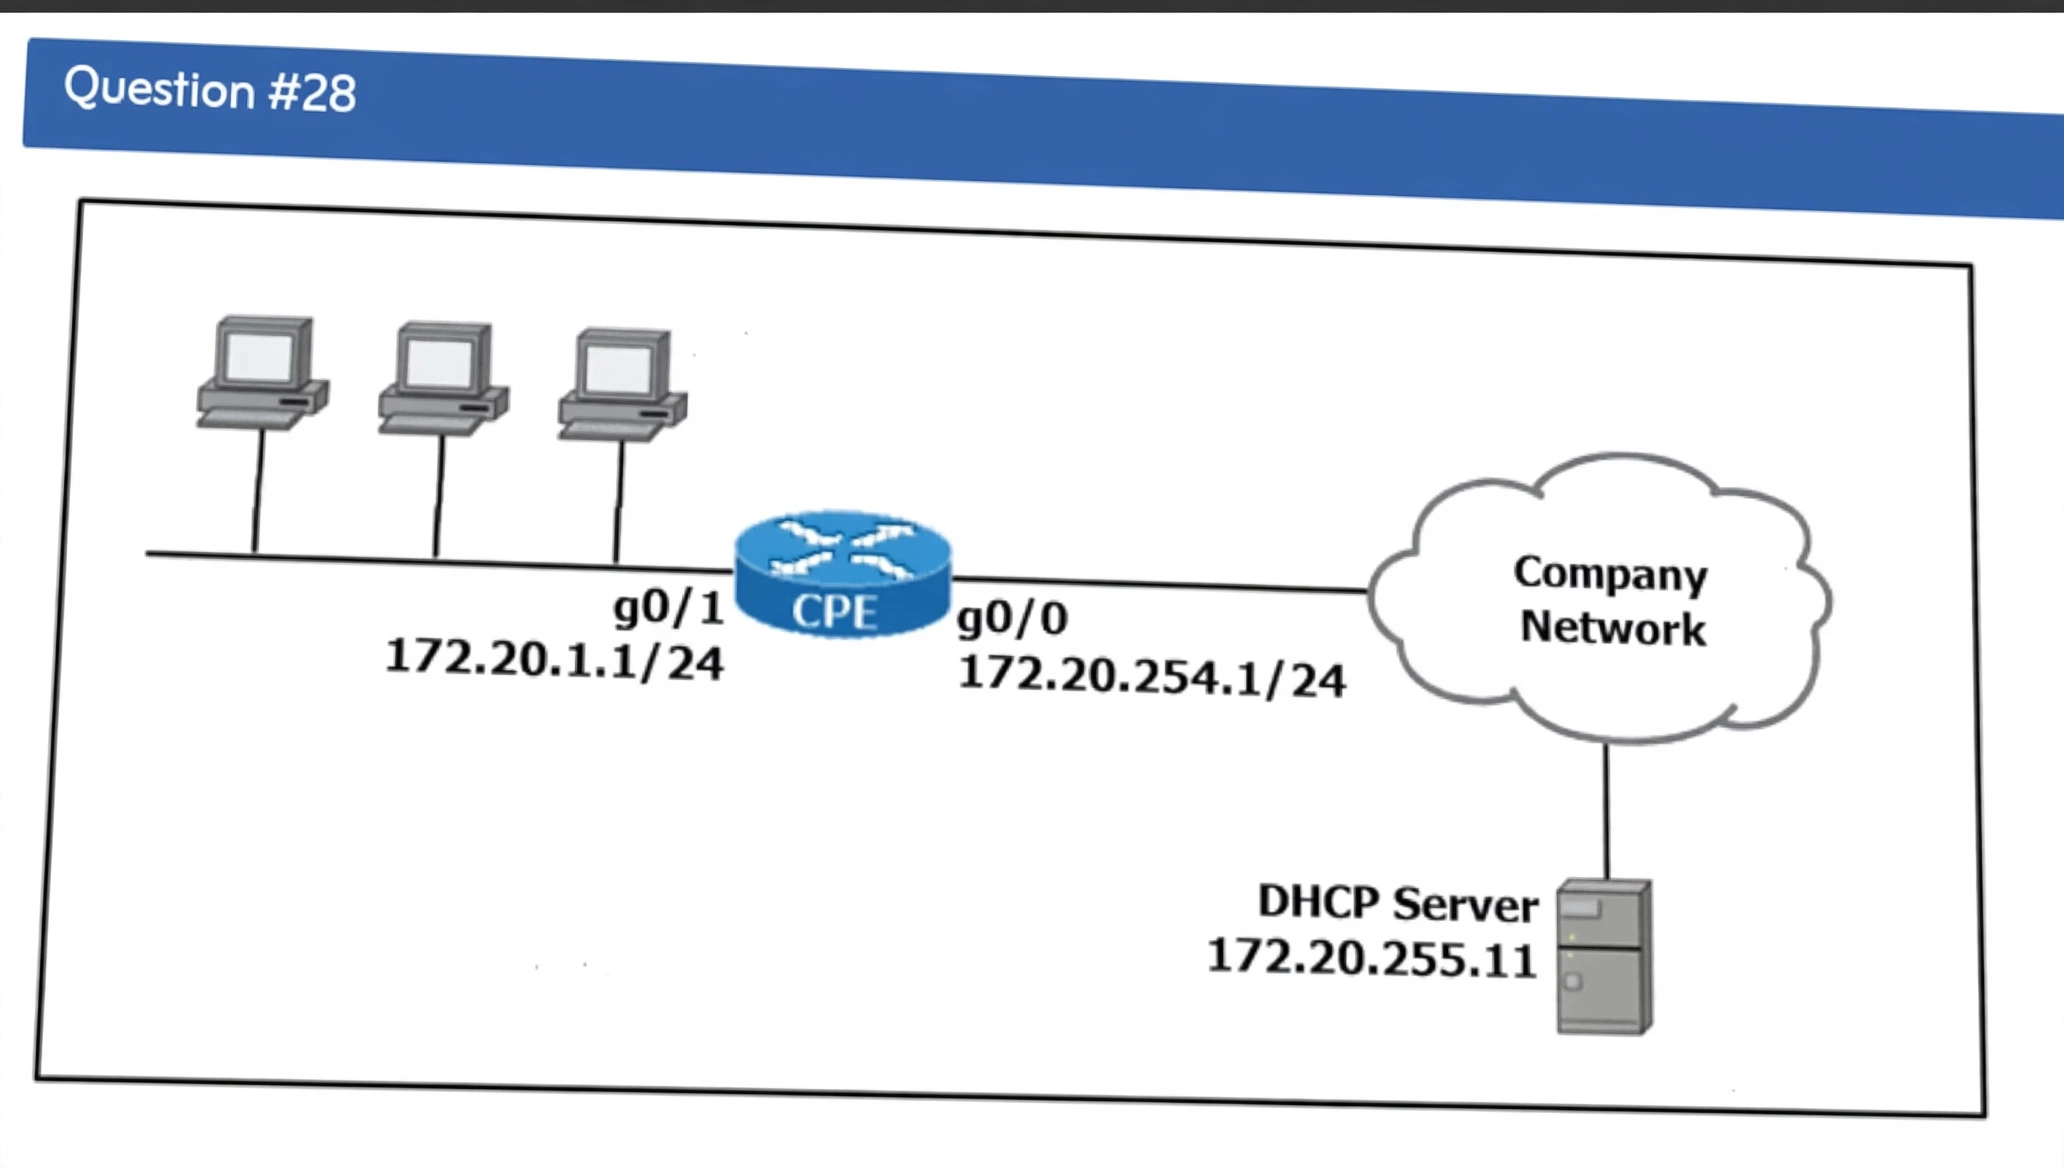 Question #28
CPE
g0/1
172.20.1.1/24
g0/0
172.20.254.1/24
Company
Network
DHCP Server
172.20.255.11